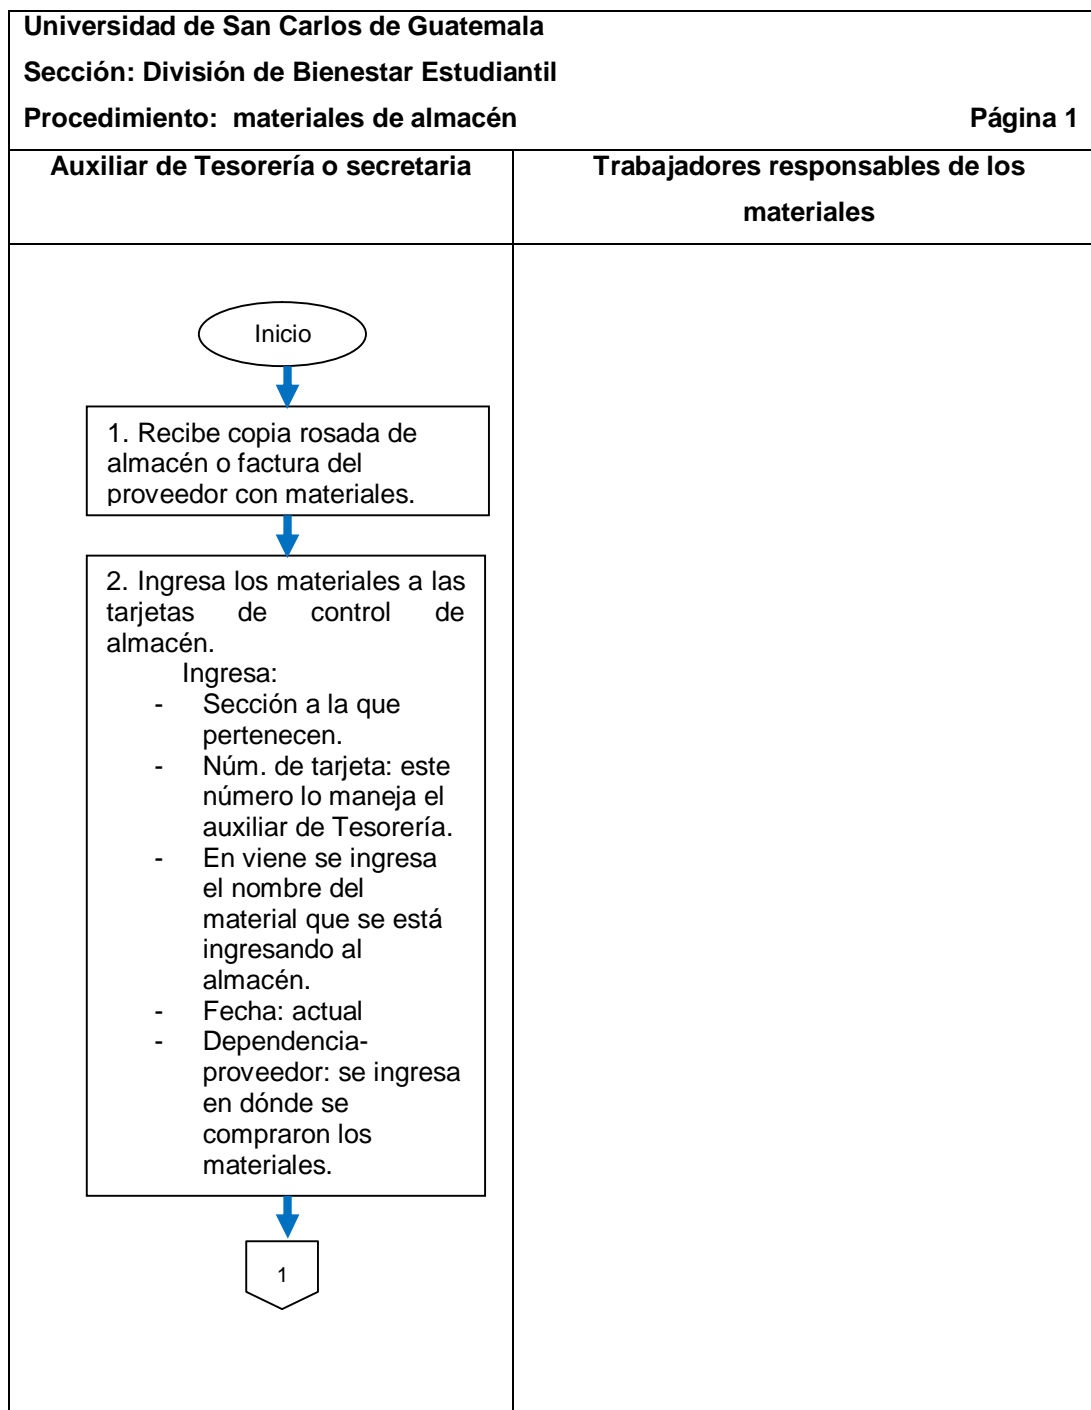 Universidad de San Carlos de Guatemala
Sección: División de Bienestar Estudiantil
Procedimiento:  materiales de almacén Página 1
Auxiliar de Tesorería o secretaria
Trabajadores responsables de los
materiales
Inicio
1. Recibe copia rosada de
almacén o factura del
proveedor con materiales.
2. Ingresa los materiales a las
tarjetas de control de
almacén.
Ingresa:
- Sección a la que
pertenecen.
- Núm. de tarjeta: este
número lo maneja el
auxiliar de Tesorería.
- En viene se ingresa
el nombre del
material que se está
ingresando al
almacén.
- Fecha: actual
- Dependencia-
proveedor: se ingresa
en dónde se
compraron los
materiales.
1